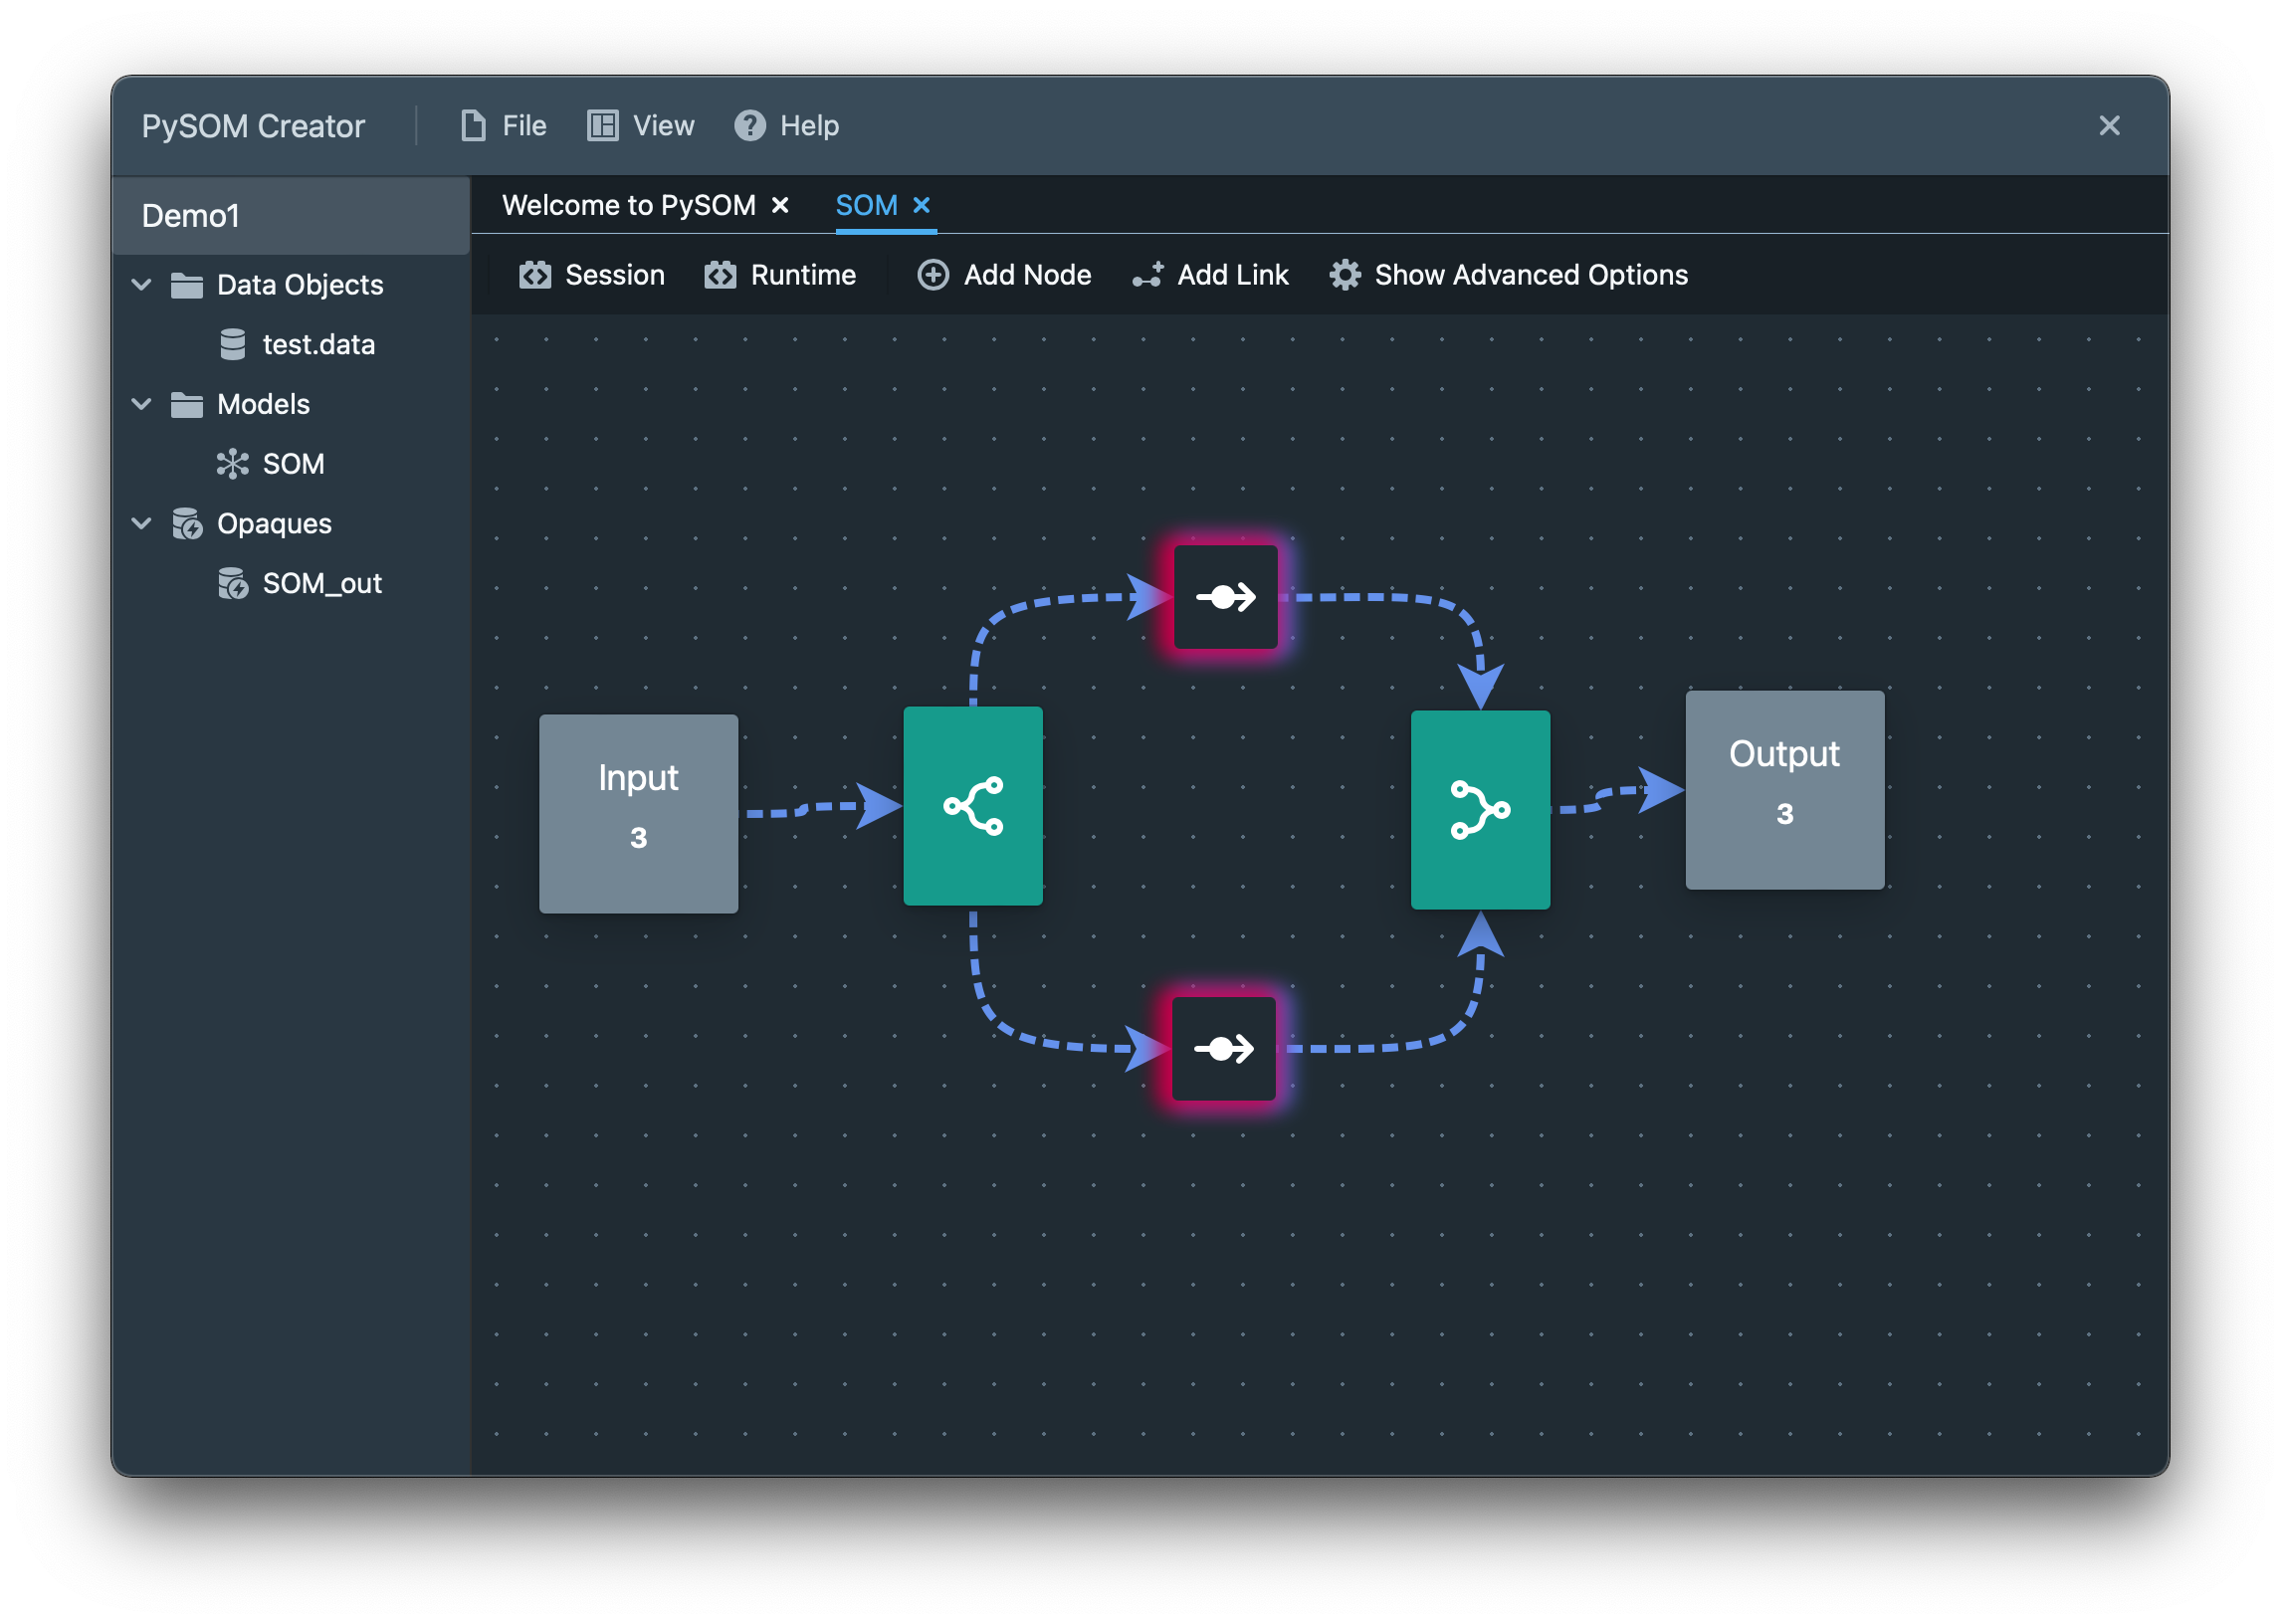 PySOM Creator File View Help
Demo1
Data Objects
test.data
Models
SOM
Opaques
SOM_out
Welcome to PySOM SOM
Session Runtime Add Node Add Link Show Advanced Options
Input
3
Output
3